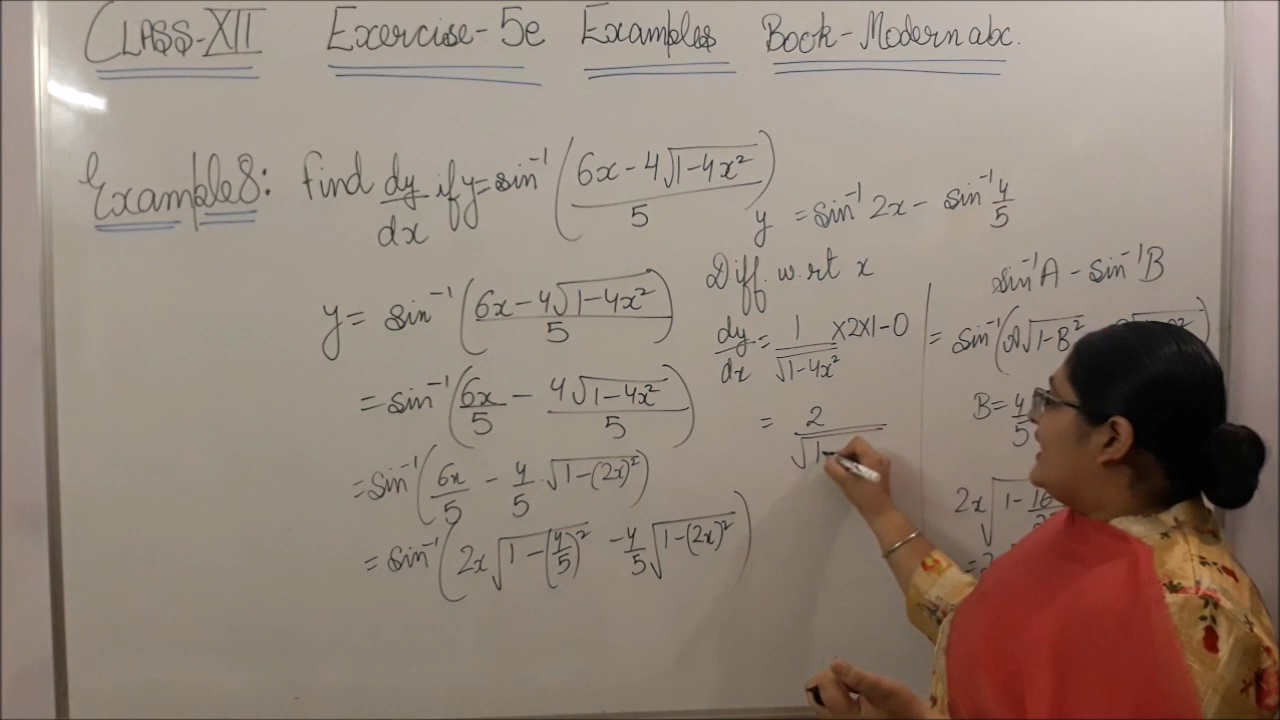 CLASS-XII Exercise-5e Examples Book-Modern abc.
Example8: Find dy/dx if y = sin⁻¹((6x - 4√(1-4x²))/5)
y = sin⁻¹((6x - 4√(1-4x²))/5)
= sin⁻¹(6x/5 - 4√(1-4x²)/5)
= sin⁻¹(6x/5 - 4/5 · √(1-(2x)²))
= sin⁻¹(2x√(1-(4/5)²) - 4/5√(1-(2x)²))
y = sin⁻¹2x - sin⁻¹4/5
Diff. w.r.t x
dy/dx = 1/√(1-4x²) ×2×1-0
= 2/√1-
sin⁻¹A - sin⁻¹B
= sin⁻¹(A√(1-B²)
B = 4/5
2x√1 - 16
=